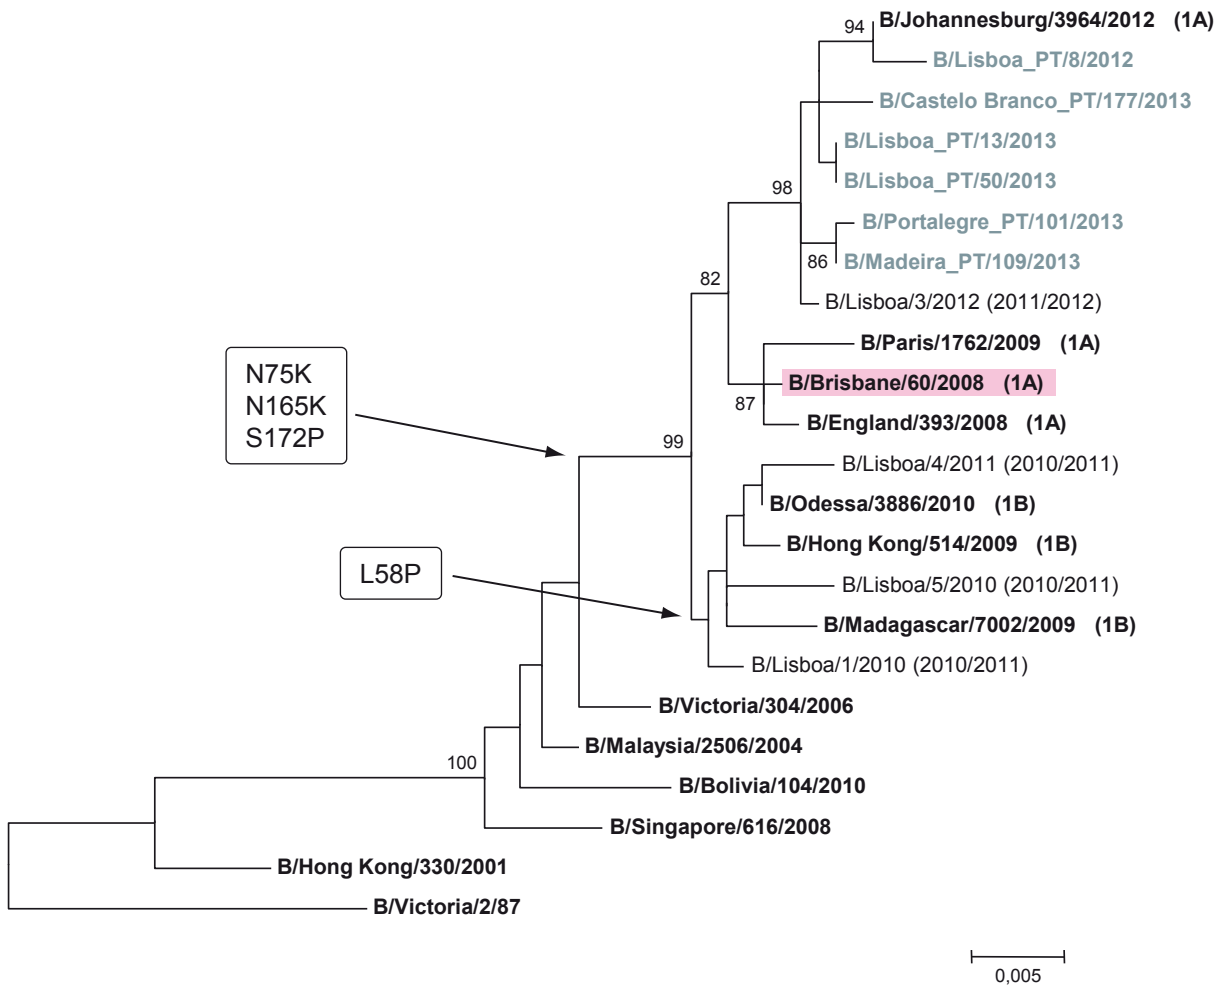 94
B/Johannesburg/3964/2012 (1A)
B/Lisboa_PT/8/2012
B/Castelo Branco_PT/177/2013
B/Lisboa_PT/13/2013
B/Lisboa_PT/50/2013
98
B/Portalegre_PT/101/2013
86
B/Madeira_PT/109/2013
82
B/Lisboa/3/2012 (2011/2012)
B/Paris/1762/2009 (1A)
B/Brisbane/60/2008 (1A)
87
B/England/393/2008 (1A)
N75K
N165K
S172P
99
B/Lisboa/4/2011 (2010/2011)
B/Odessa/3886/2010 (1B)
B/Hong Kong/514/2009 (1B)
L58P
B/Lisboa/5/2010 (2010/2011)
B/Madagascar/7002/2009 (1B)
B/Lisboa/1/2010 (2010/2011)
B/Victoria/304/2006
B/Malaysia/2506/2004
100
B/Bolivia/104/2010
B/Singapore/616/2008
B/Hong Kong/330/2001
B/Victoria/2/87
0,005